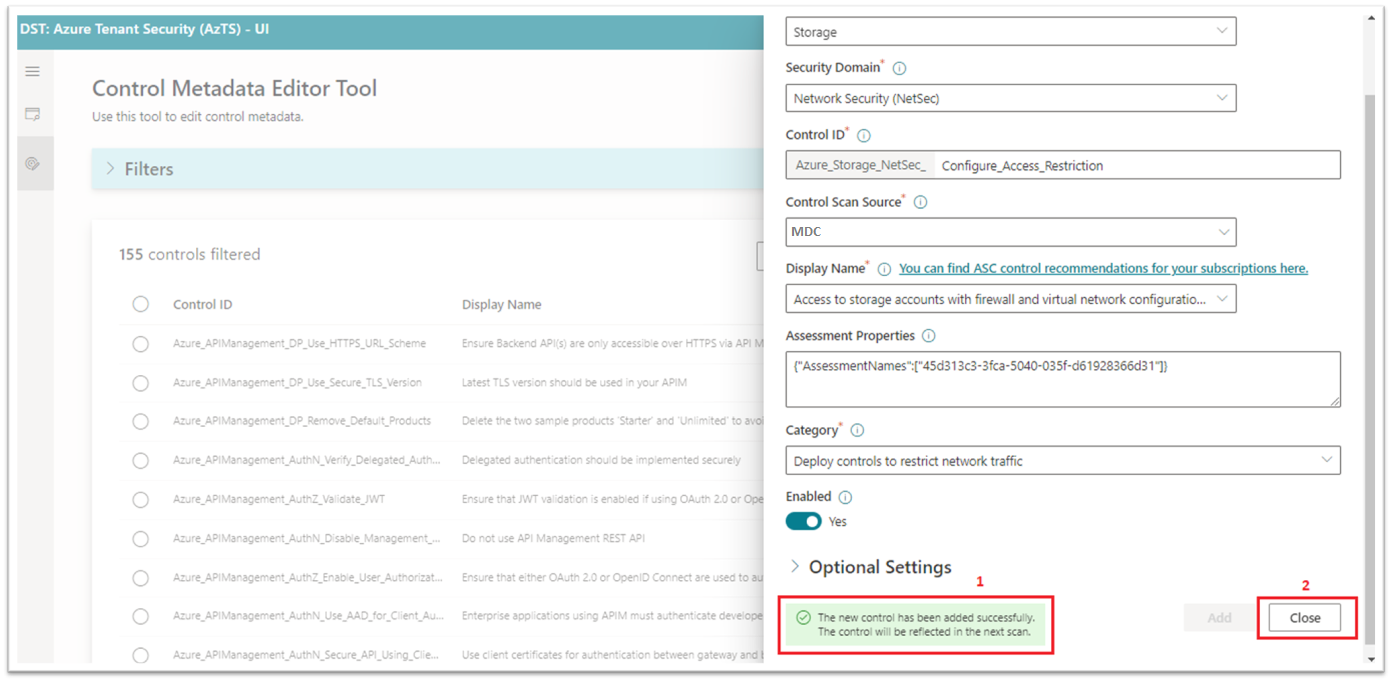 DST: Azure Tenant Security (AzTS) - UI
Control Metadata Editor Tool
Use this tool to edit control metadata.
Filters
155 controls filtered
Control ID Display Name
Azure_APIManagement_DP_Use_HTTPS_URL_Scheme Ensure Backend API(s) are only accessible over HTTPS via API M
Azure_APIManagement_DP_Use_Secure_TLS_Version Latest TLS version should be used in your APIM
Azure_APIManagement_DP_Remove_Default_Products Delete the two sample products 'Starter' and 'Unlimited' to avoi
Azure_APIManagement_AuthN_Verify_Delegated_Auth... Delegated authentication should be implemented securely
Azure_APIManagement_AuthZ_Validate_JWT Ensure that JWT validation is enabled if using OAuth 2.0 or Ope
Azure_APIManagement_AuthN_Disable_Management_... Do not use API Management REST API
Azure_APIManagement_AuthZ_Enable_User_Authorizat... Ensure that either OAuth 2.0 or OpenID Connect are used to au
Azure_APIManagement_AuthN_Use_AAD_for_Client_Au... Enterprise applications using APIM must authenticate develope
Azure_APIManagement_AuthN_Secure_API_Using_Clie... Use client certificates for authentication between gateway and
Storage
Security Domain*
Network Security (NetSec)
Control ID*
Azure_Storage_NetSec_ Configure_Access_Restriction
Control Scan Source*
MDC
Display Name* You can find ASC control recommendations for your subscriptions here.
Access to storage accounts with firewall and virtual network configuratio...
Assessment Properties
{"AssessmentNames":["45d313c3-3fca-5040-035f-d61928366d31"]}
Category*
Deploy controls to restrict network traffic
Enabled
Yes
Optional Settings
1
2
The new control has been added successfully.
The control will be reflected in the next scan.
Add
Close